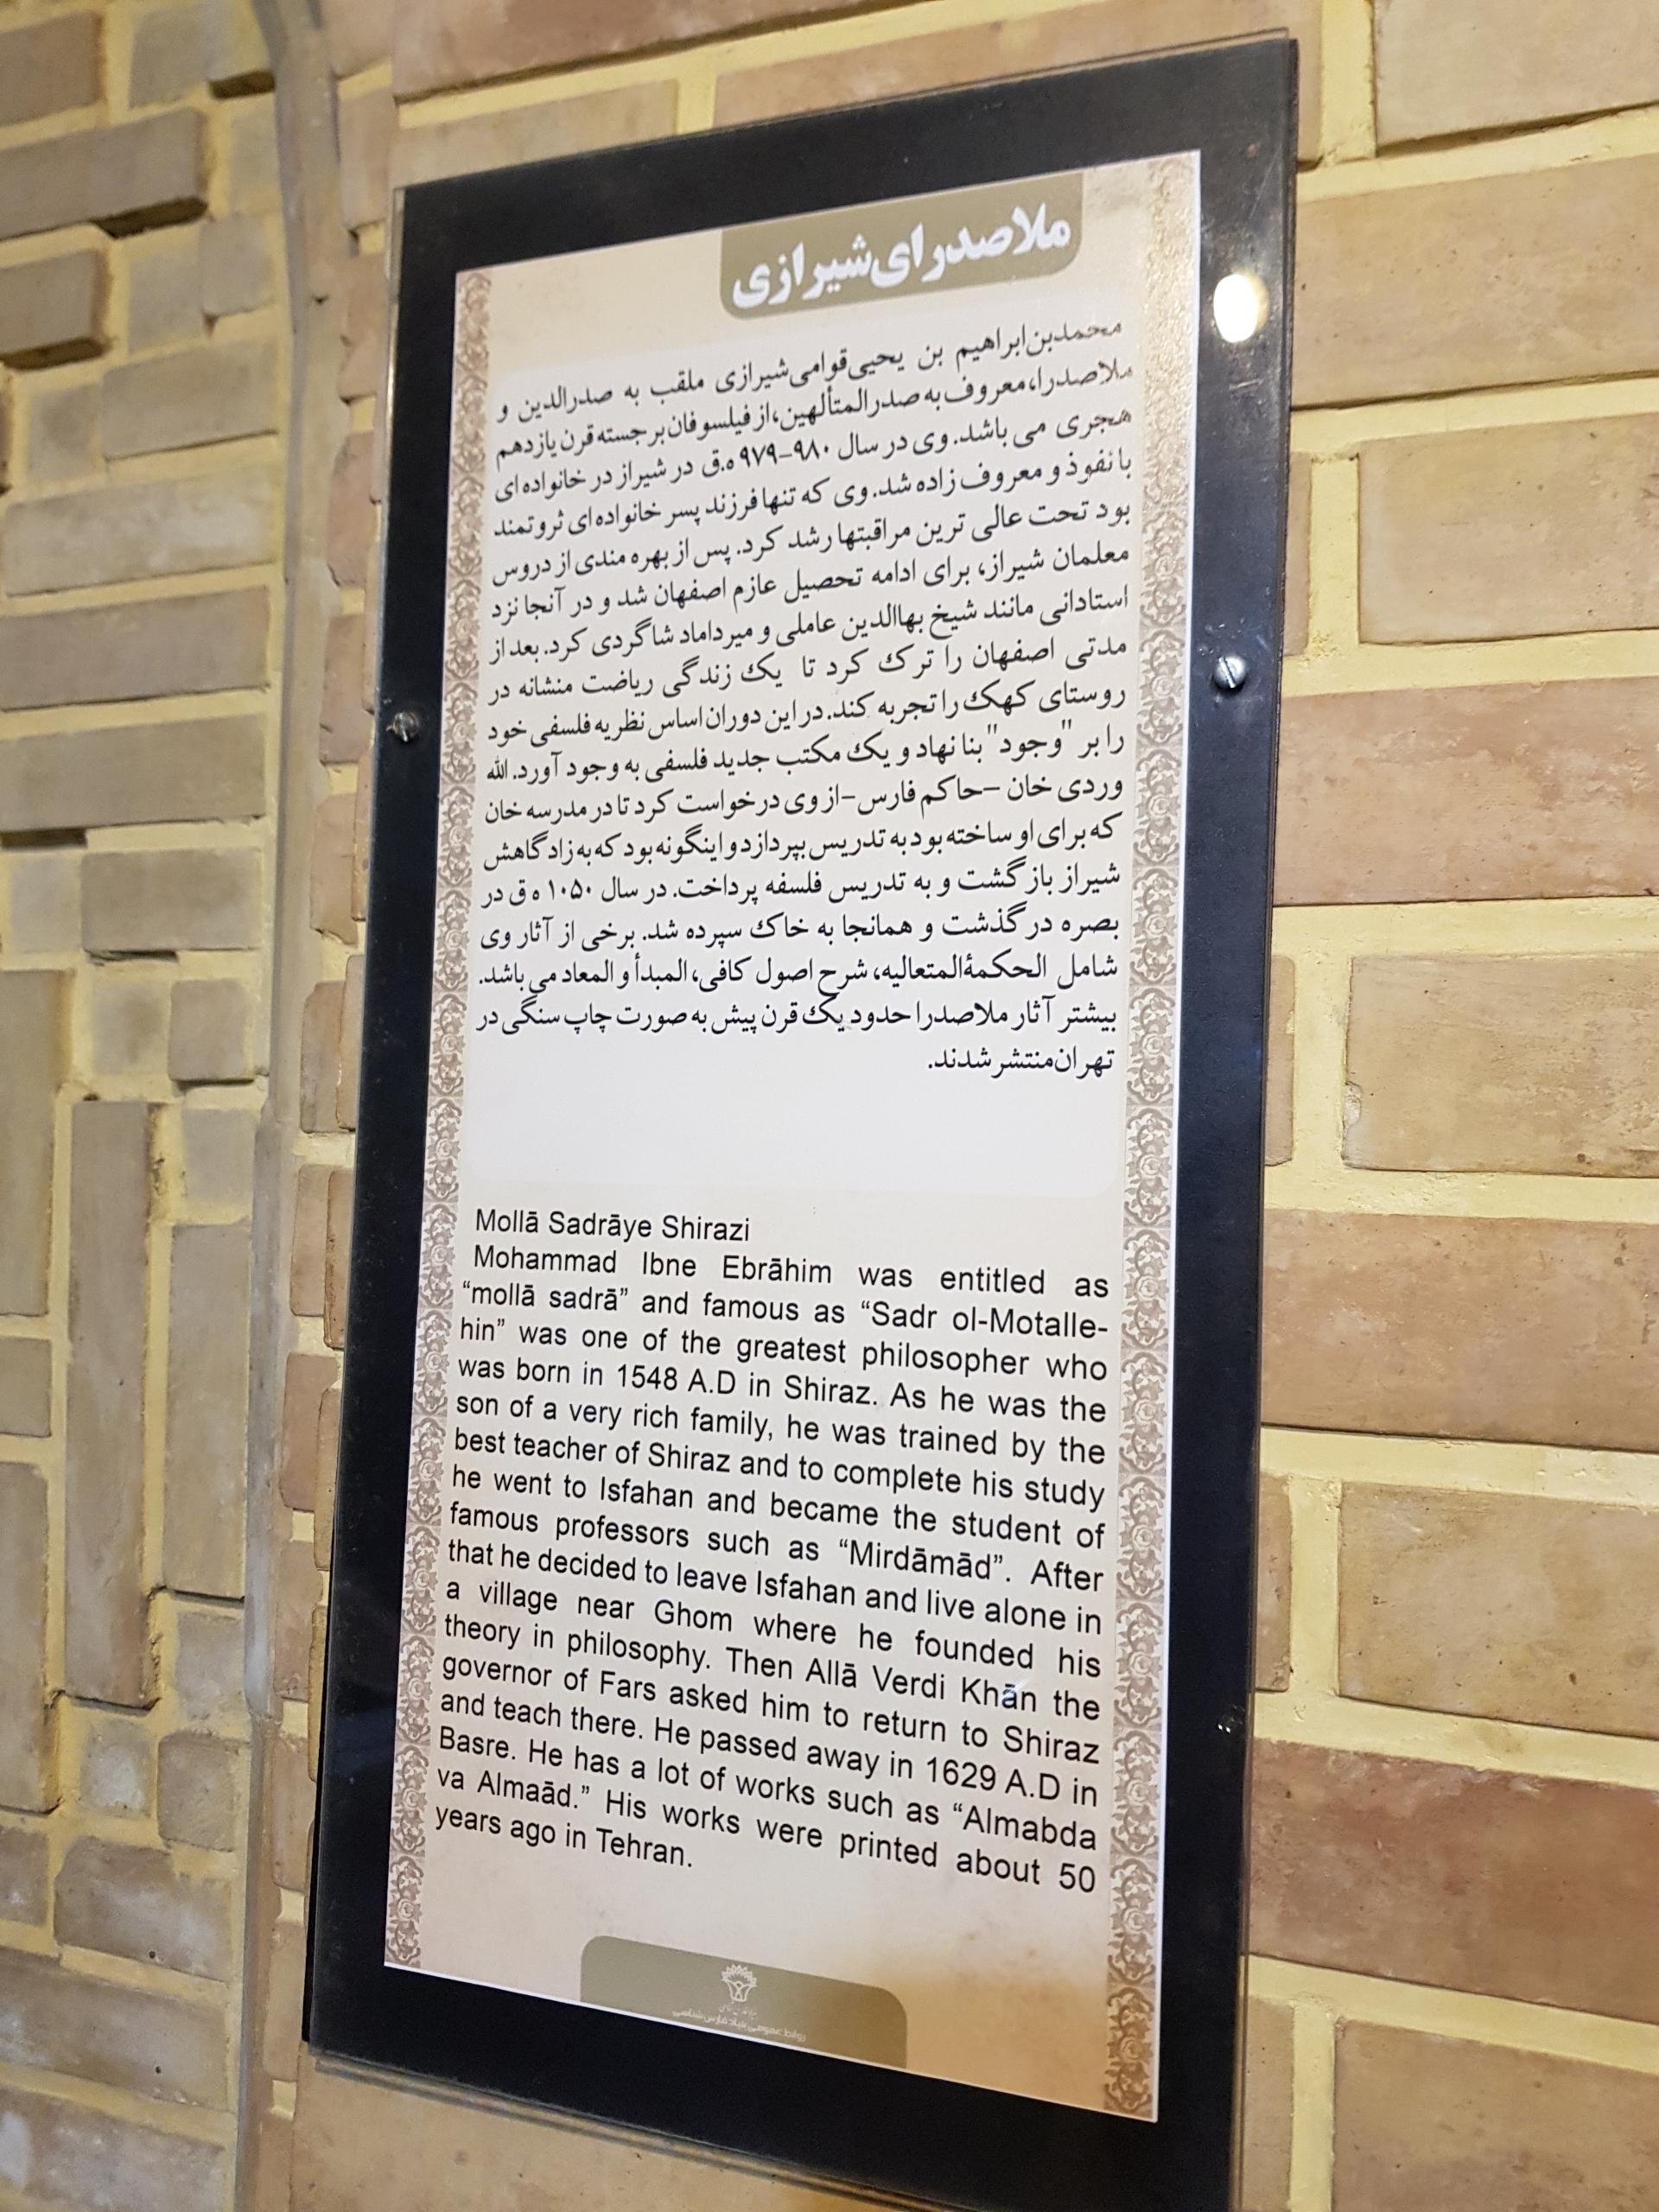 ملاصدرای شیرازی
محمدبن ابراهیم بن یحیی قوامی شیرازی ملقب به صدرالدین و
ملاصدرا، معروف به صدرالمتألهین، از فیلسوفان برجسته قرن یازدهم
هجری می باشد. وی در سال ۹۸۰-۹۷۹ ه.ق در شیراز در خانواده ای
با نفوذ و معروف زاده شد. وی که تنها فرزند پسر خانواده ای ثروتمند
بود تحت عالی ترین مراقبتها رشد کرد. پس از بهره مندی از دروس
معلمان شیراز، برای ادامه تحصیل عازم اصفهان شد و در آنجا نزد
استادانی مانند شیخ بهاالدین عاملی و میرداماد شاگردی کرد. بعد از
مدتی اصفهان را ترک کرد تا یک زندگی ریاضت منشانه در
روستای کهک را تجربه کند. در این دوران اساس نظریه فلسفی خود
را بر "وجود" بنا نهاد و یک مکتب جدید فلسفی به وجود آورد. الله
وردی خان -حاکم فارس- از وی درخواست کرد تا در مدرسه خان
که برای او ساخته بود به تدریس بپردازد و اینگونه بود که به زادگاهش
شیراز بازگشت و به تدریس فلسفه پرداخت. در سال ۱۰۵۰ ه ق در
بصره درگذشت و همانجا به خاک سپرده شد. برخی از آثار وی
شامل الحکمةالمتعالیه، شرح اصول کافی، المبدأ و المعاد می باشد.
بیشتر آثار ملاصدرا حدود یک قرن پیش به صورت چاپ سنگی در
تهران منتشر شدند.
Mollā Sadrāye Shirazi
Mohammad Ibne Ebrāhim was entitled as
“mollā sadrā” and famous as “Sadr ol-Motalle-
hin” was one of the greatest philosopher who
was born in 1548 A.D in Shiraz. As he was the
son of a very rich family, he was trained by the
best teacher of Shiraz and to complete his study
he went to Isfahan and became the student of
famous professors such as “Mirdāmād”. After
that he decided to leave Isfahan and live alone in
a village near Ghom where he founded his
theory in philosophy. Then Allā Verdi Khān the
governor of Fars asked him to return to Shiraz
and teach there. He passed away in 1629 A.D in
Basre. He has a lot of works such as “Almabda
va Almaād.” His works were printed about 50
years ago in Tehran.
روابط عمومی بنیاد فارس شناسی